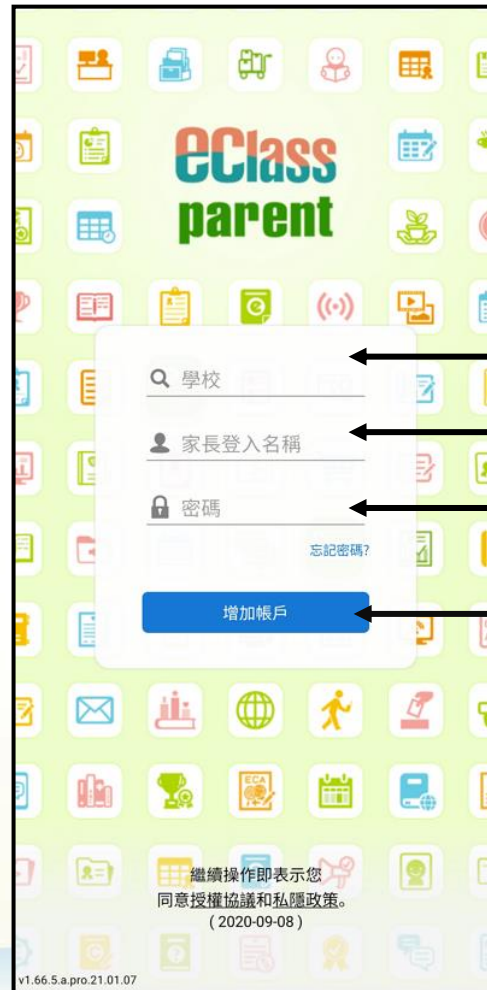 eClass
parent
學校
家長登入名稱
密碼
忘記密碼?
增加帳戶
ECA
繼續操作即表示您
同意授權協議和私隱政策。
( 2020-09-08 )
v1.66.5.a.pro.21.01.07